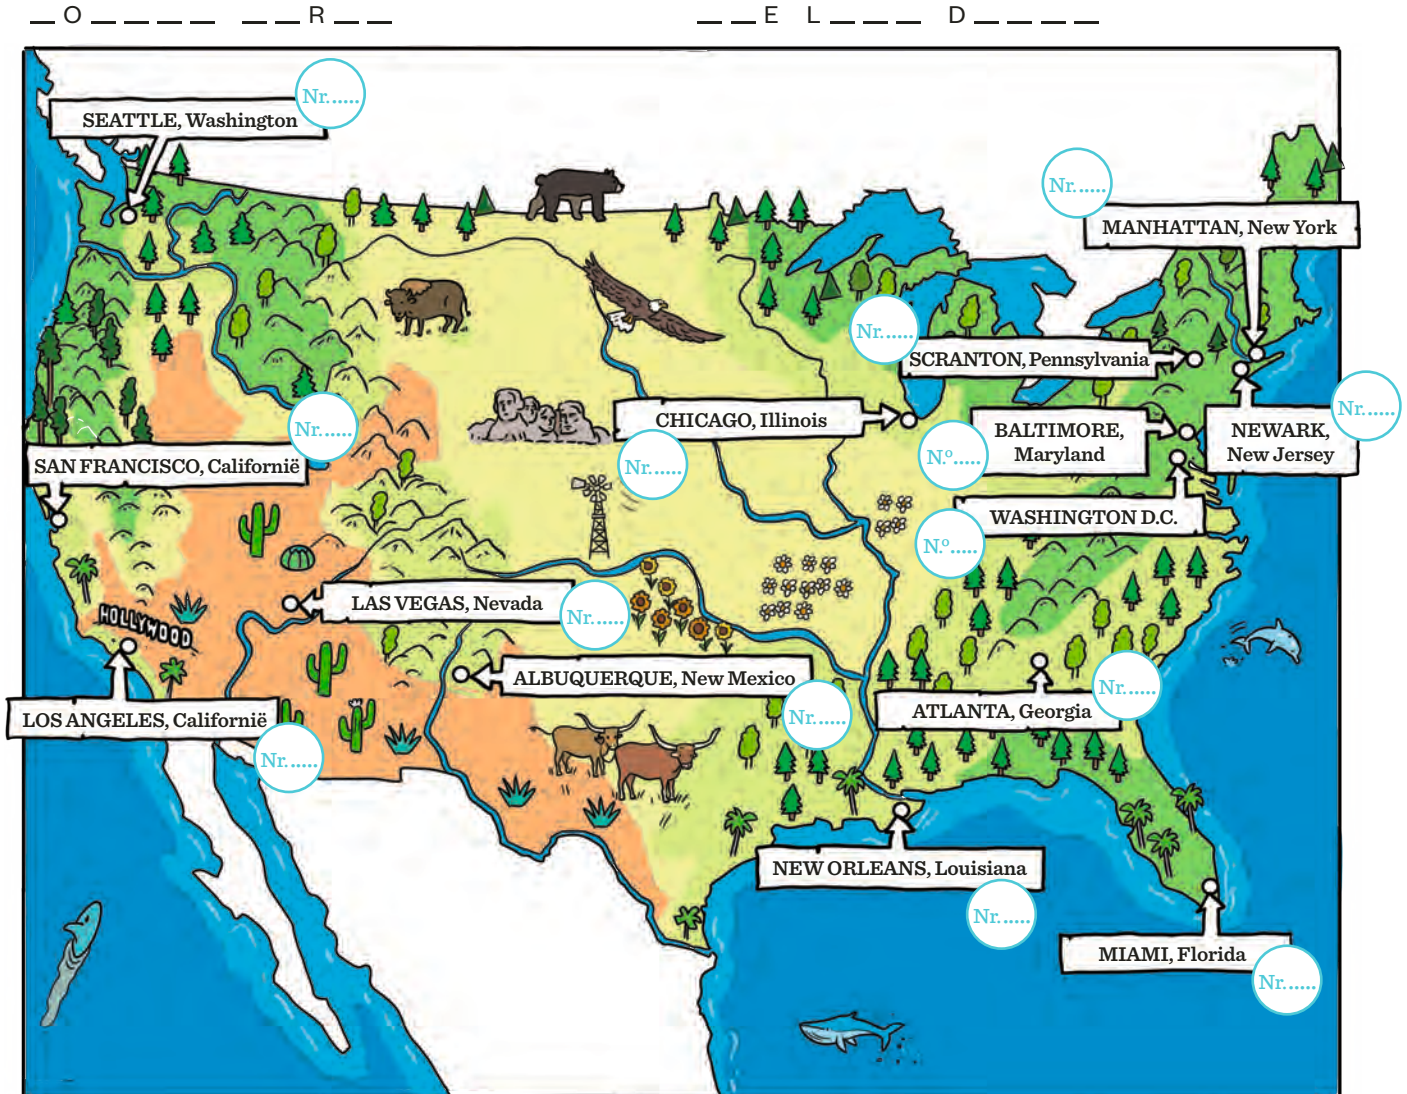 _ O _ _ _ _ _ _ R _ _
_ _ E L _ _ _ D _ _ _ _
Nr.....
SEATTLE, Washington
Nr.....
MANHATTAN, New York
Nr.....
SCRANTON, Pennsylvania
Nr.....
CHICAGO, Illinois
Nr.....
BALTIMORE,
Maryland
N.º.....
NEWARK,
New Jersey
Nr.....
SAN FRANCISCO, Californië
Nr.....
WASHINGTON D.C.
N.º.....
LAS VEGAS, Nevada
Nr.....
HOLLYWOOD
ALBUQUERQUE, New Mexico
Nr.....
ATLANTA, Georgia
Nr.....
LOS ANGELES, Californië
Nr.....
NEW ORLEANS, Louisiana
Nr.....
MIAMI, Florida
Nr.....